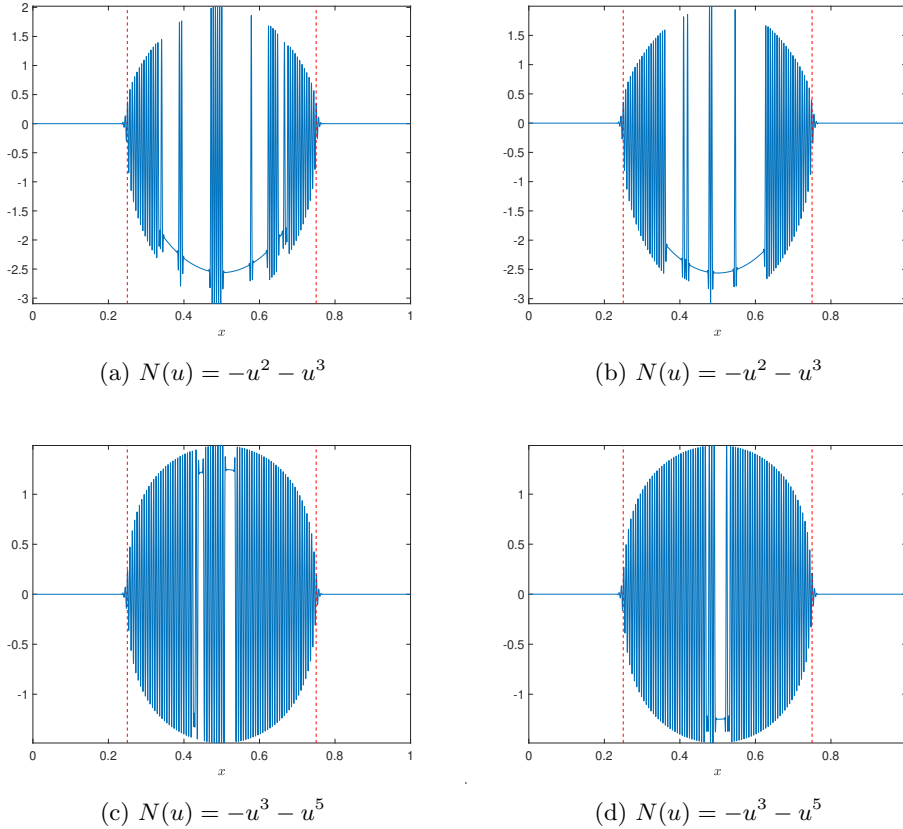 2
1.5
1
0.5
0
-0.5
-1
-1.5
-2
-2.5
-3
0 0.2 0.4 0.6 0.8 1
x
(a) N(u) = −u² − u³
1.5
1
0.5
0
-0.5
-1
-1.5
-2
-2.5
-3
0 0.2 0.4 0.6 0.8
x
(b) N(u) = −u² − u³
1
0.5
0
-0.5
-1
0 0.2 0.4 0.6 0.8 1
x
(c) N(u) = −u³ − u⁵
1
0.5
0
-0.5
-1
0 0.2 0.4 0.6 0.8
x
(d) N(u) = −u³ − u⁵